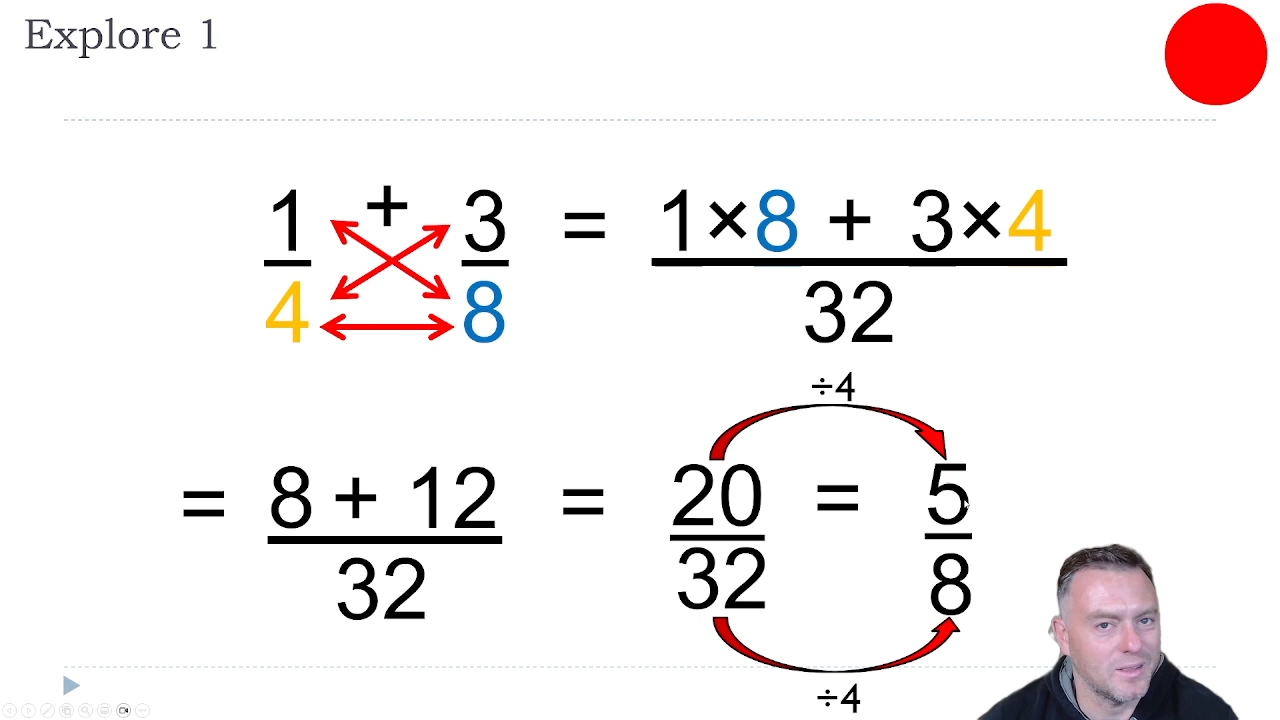 Explore 1
1 + 3 = 1×8 + 3×4
4 8 32
÷4
= 8 + 12 = 20 = 5
32 32 8
÷4